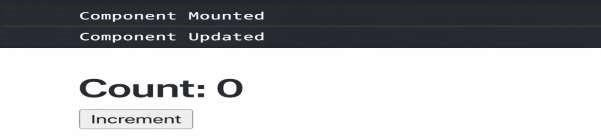 Component Mounted
Component Updated
Count: 0
Increment